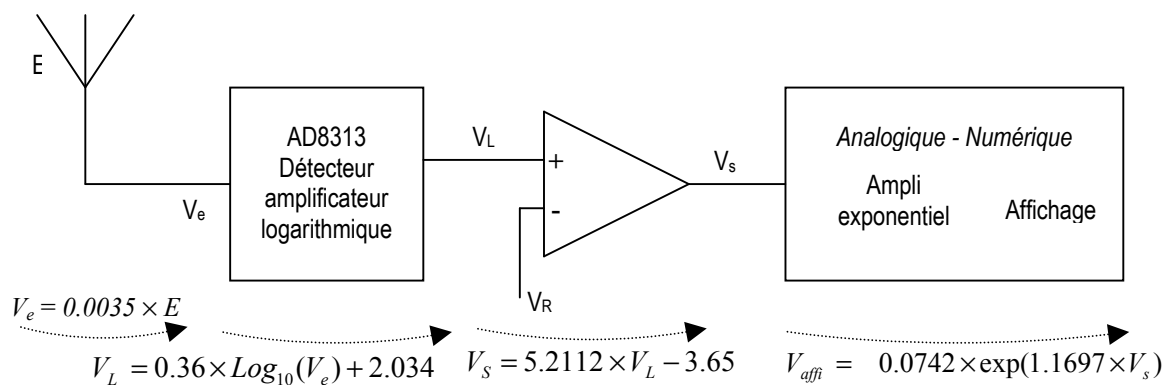 E
AD8313
Détecteur
amplificateur
logarithmique
V_L
+
-
V_s
Analogique - Numérique
Ampli
exponentiel
Affichage
V_e
V_R
V_e = 0.0035 × E
V_L = 0.36 × Log_10(V_e) + 2.034
V_S = 5.2112 × V_L − 3.65
V_affi = 0.0742 × exp(1.1697 × V_s)